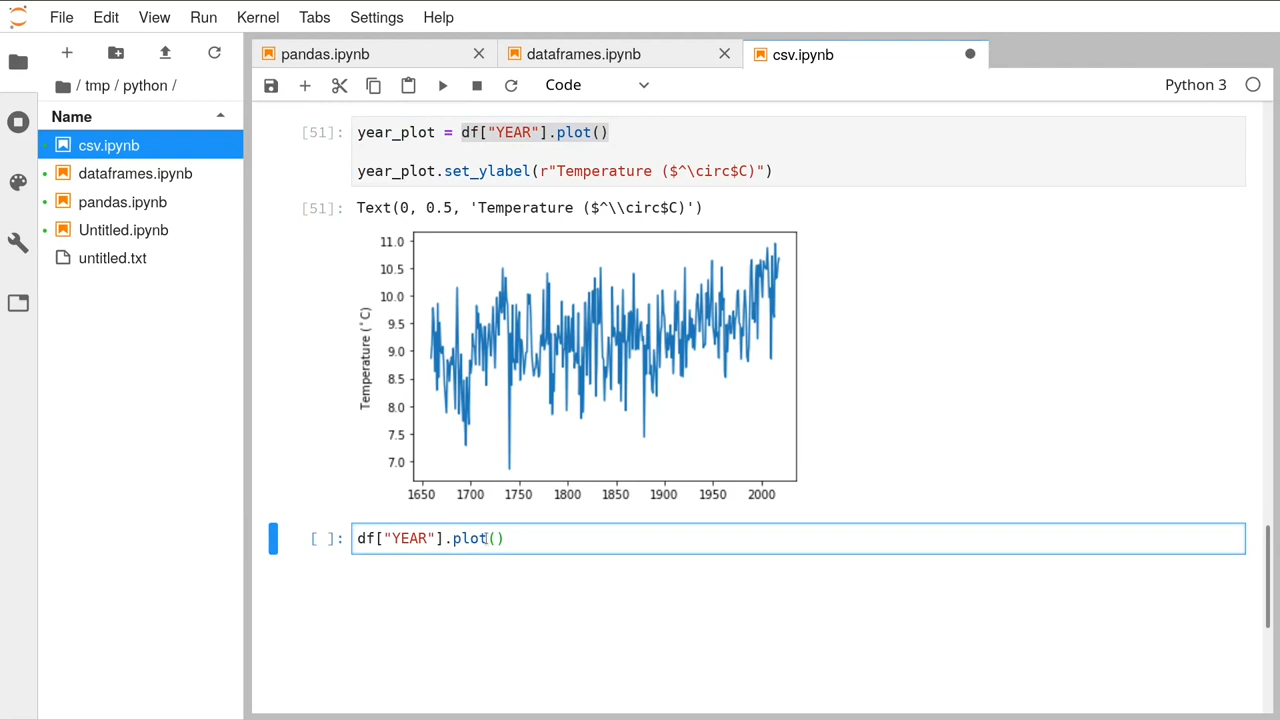 File Edit View Run Kernel Tabs Settings Help
pandas.ipynb dataframes.ipynb csv.ipynb
Code Python 3
/ tmp / python /
Name
csv.ipynb
dataframes.ipynb
pandas.ipynb
Untitled.ipynb
untitled.txt
[51]: year_plot = df["YEAR"].plot()
year_plot.set_ylabel(r"Temperature ($^\circ$C)")
[51]: Text(0, 0.5, 'Temperature ($^\\circ$C)')
Temperature (°C)
11.0
10.5
10.0
9.5
9.0
8.5
8.0
7.5
7.0
1650 1700 1750 1800 1850 1900 1950 2000
[ ]: df["YEAR"].plot()